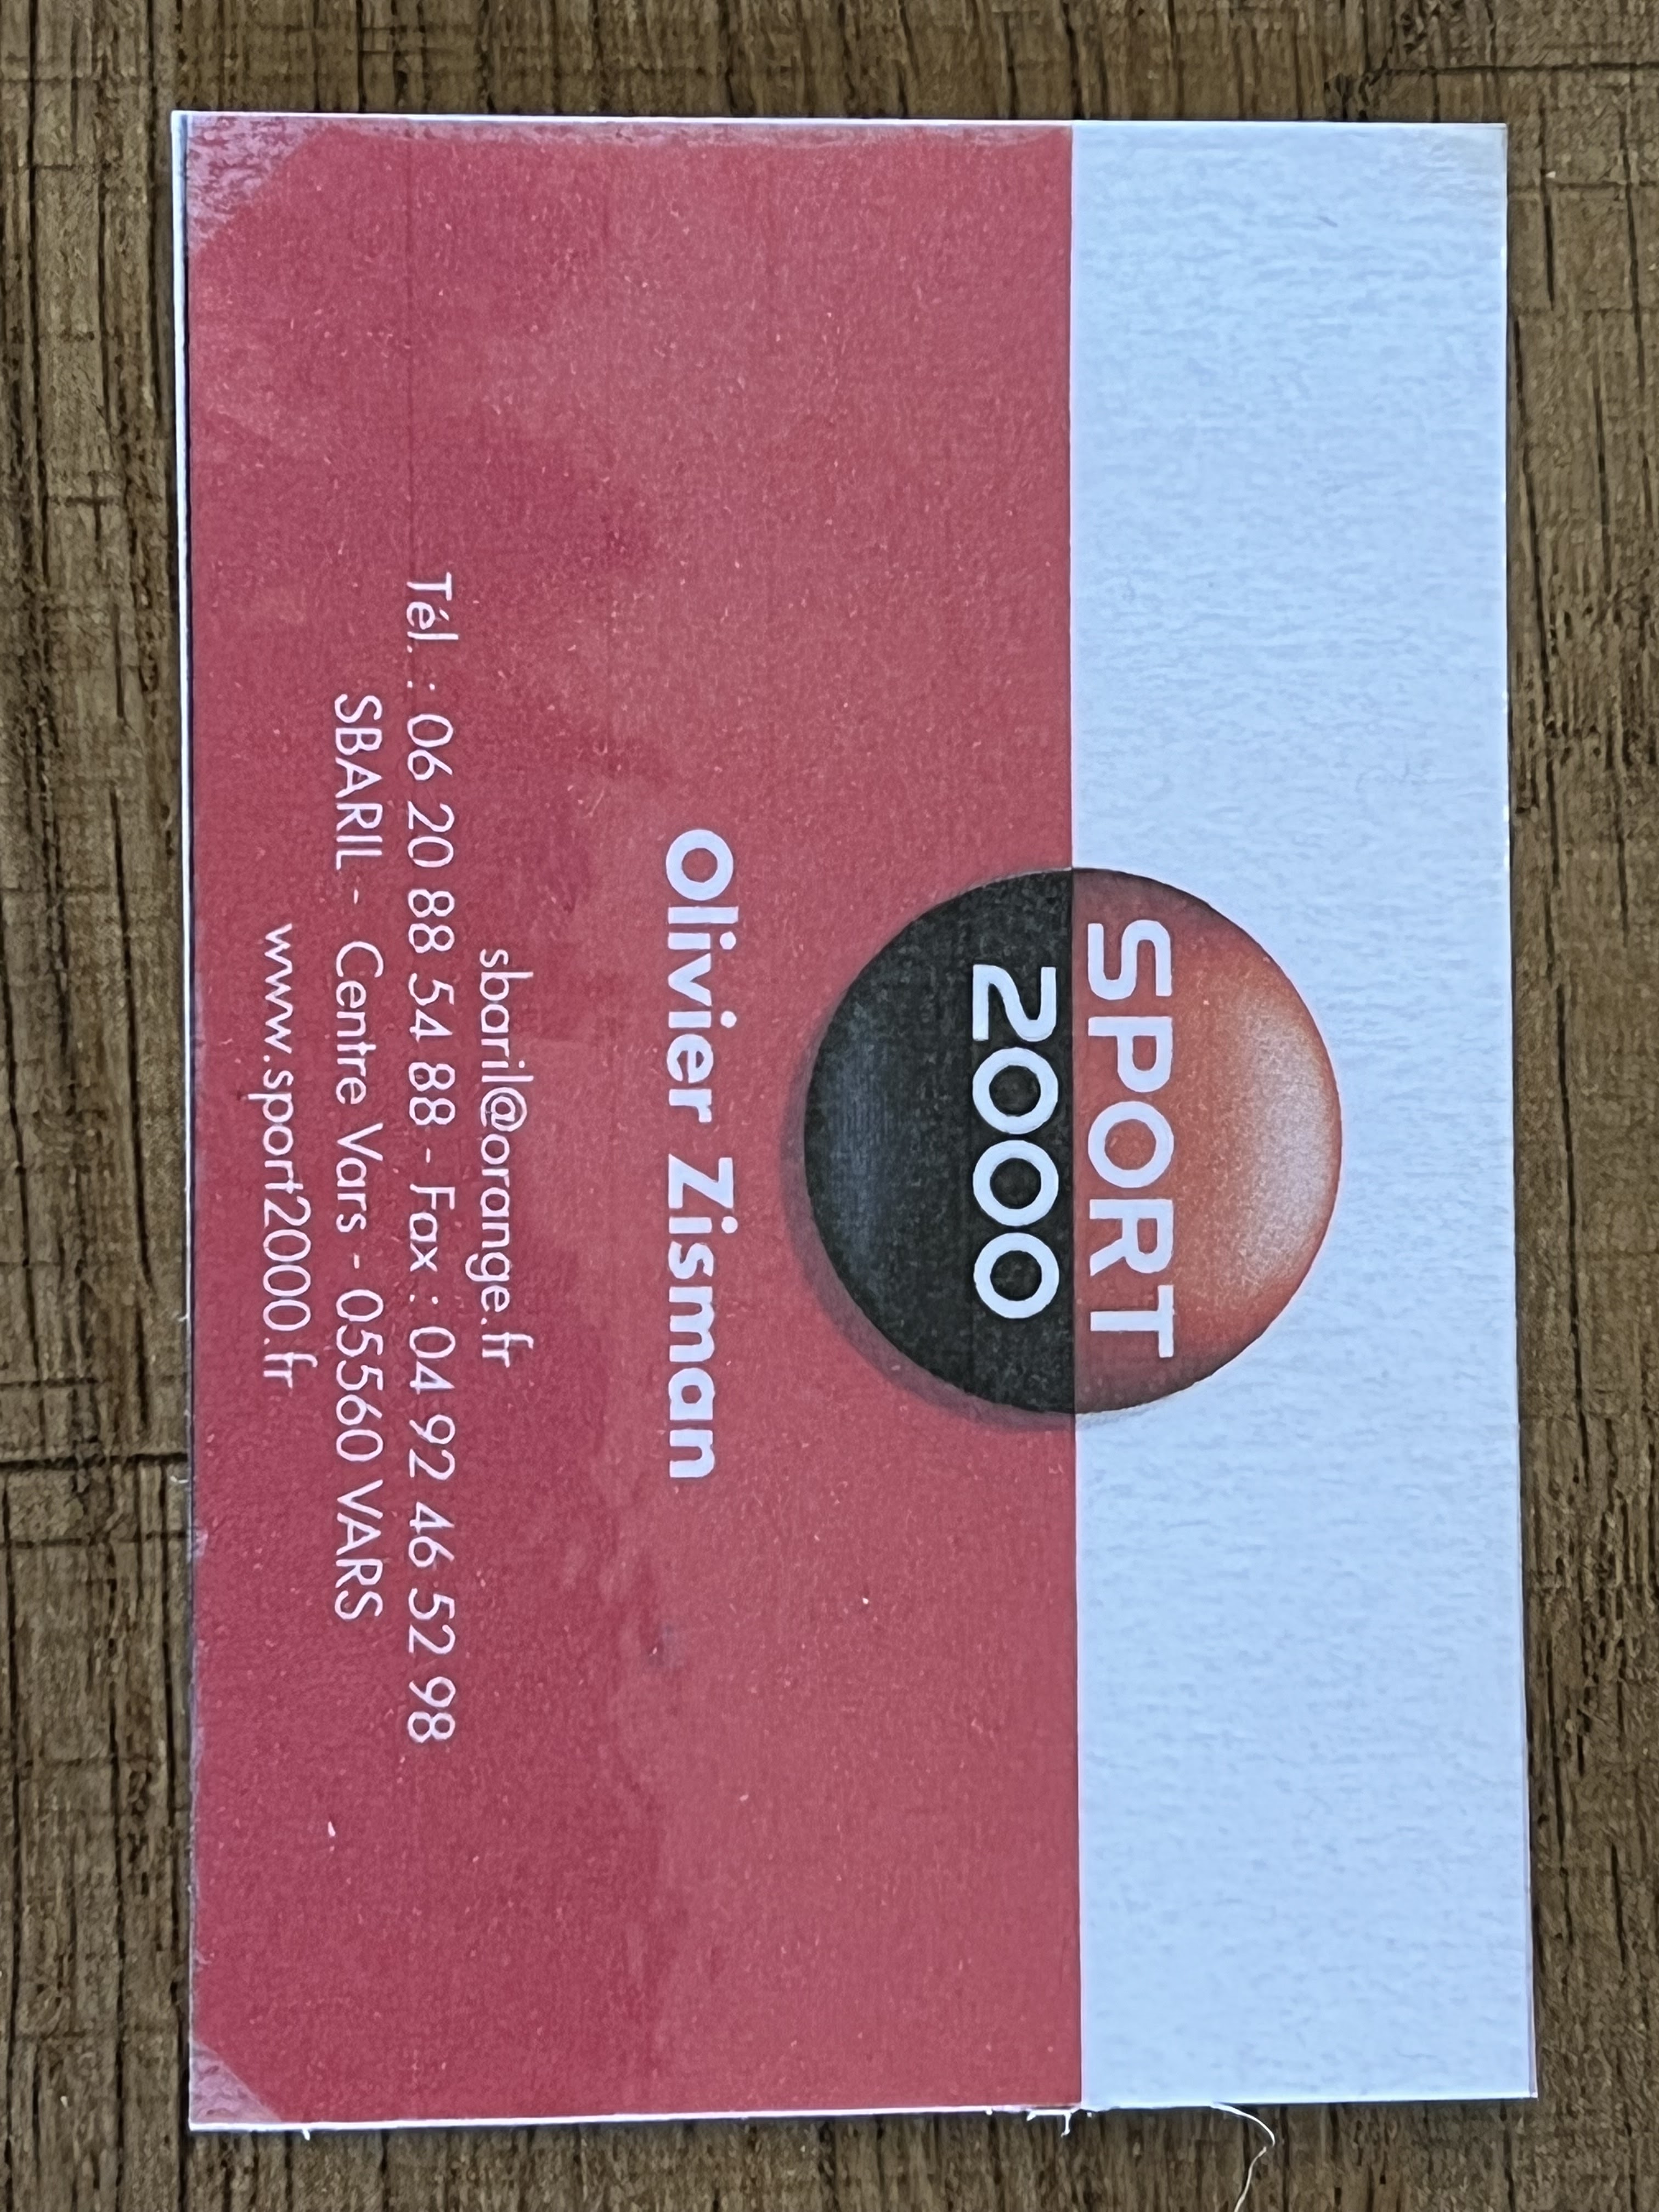 SPORT
2000
Olivier Zisman
sbaril@orange.fr
Tél. : 06 20 88 54 88 - Fax : 04 92 46 52 98
SBARIL - Centre Vars - 05560 VARS
www.sport2000.fr